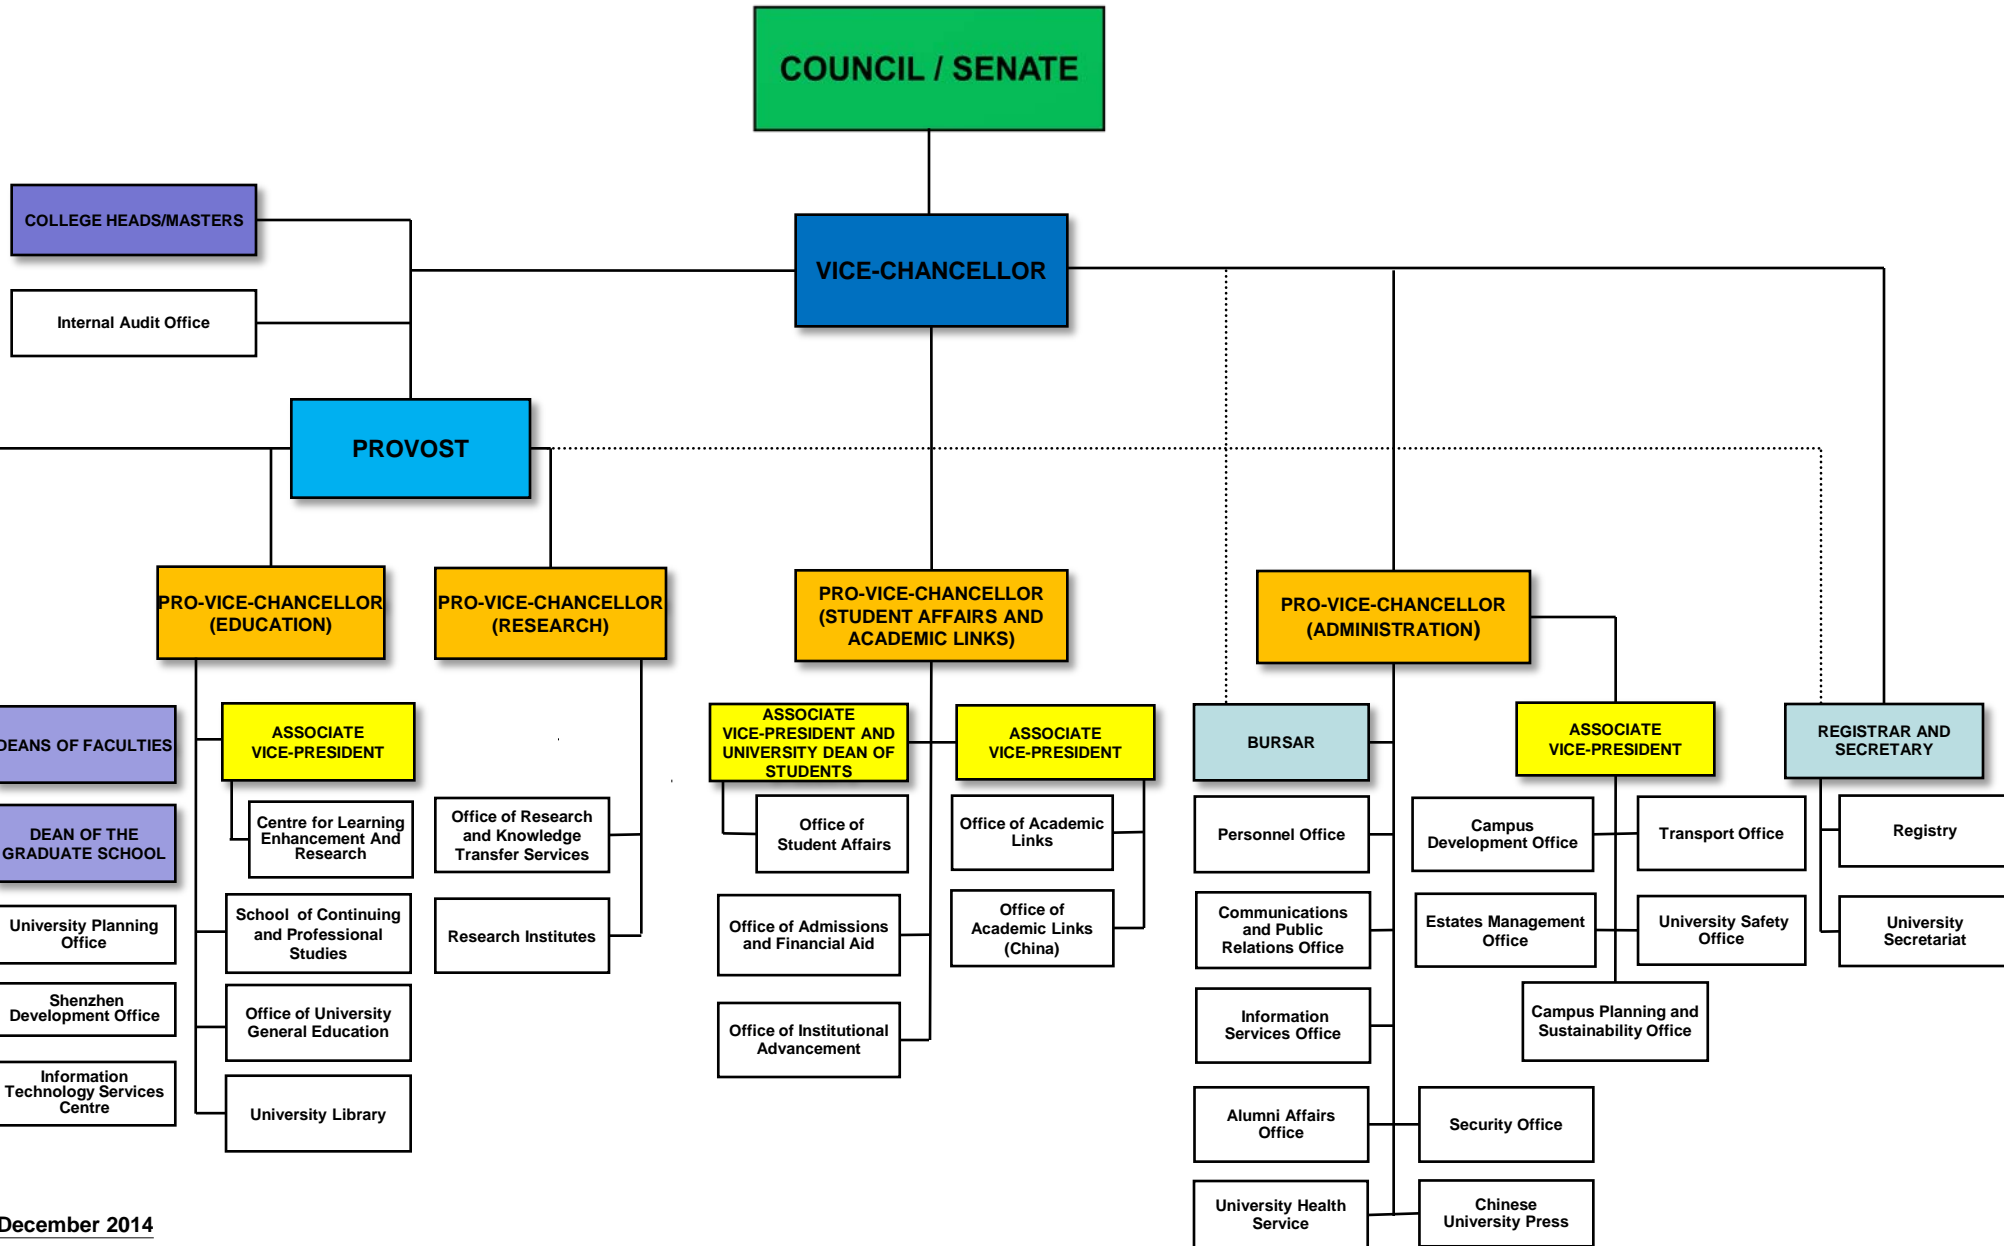 COUNCIL / SENATE
COLLEGE HEADS/MASTERS
VICE-CHANCELLOR
Internal Audit Office
PROVOST
PRO-VICE-CHANCELLOR
(EDUCATION)
PRO-VICE-CHANCELLOR
(RESEARCH)
PRO-VICE-CHANCELLOR
(STUDENT AFFAIRS AND
ACADEMIC LINKS)
PRO-VICE-CHANCELLOR
(ADMINISTRATION)
DEANS OF FACULTIES
ASSOCIATE
VICE-PRESIDENT
ASSOCIATE
VICE-PRESIDENT AND
UNIVERSITY DEAN OF
STUDENTS
ASSOCIATE
VICE-PRESIDENT
BURSAR
ASSOCIATE
VICE-PRESIDENT
REGISTRAR AND
SECRETARY
DEAN OF THE
GRADUATE SCHOOL
Centre for Learning
Enhancement And
Research
Office of Research
and Knowledge
Transfer Services
Office of
Student Affairs
Office of Academic
Links
Personnel Office
Campus
Development Office
Transport Office
Registry
University Planning
Office
School of Continuing
and Professional
Studies
Research Institutes
Office of Admissions
and Financial Aid
Office of
Academic Links
(China)
Communications
and Public
Relations Office
Estates Management
Office
University Safety
Office
University
Secretariat
Shenzhen
Development Office
Office of University
General Education
Office of Institutional
Advancement
Information
Services Office
Campus Planning and
Sustainability Office
Information
Technology Services
Centre
University Library
Alumni Affairs
Office
Security Office
University Health
Service
Chinese
University Press
December 2014